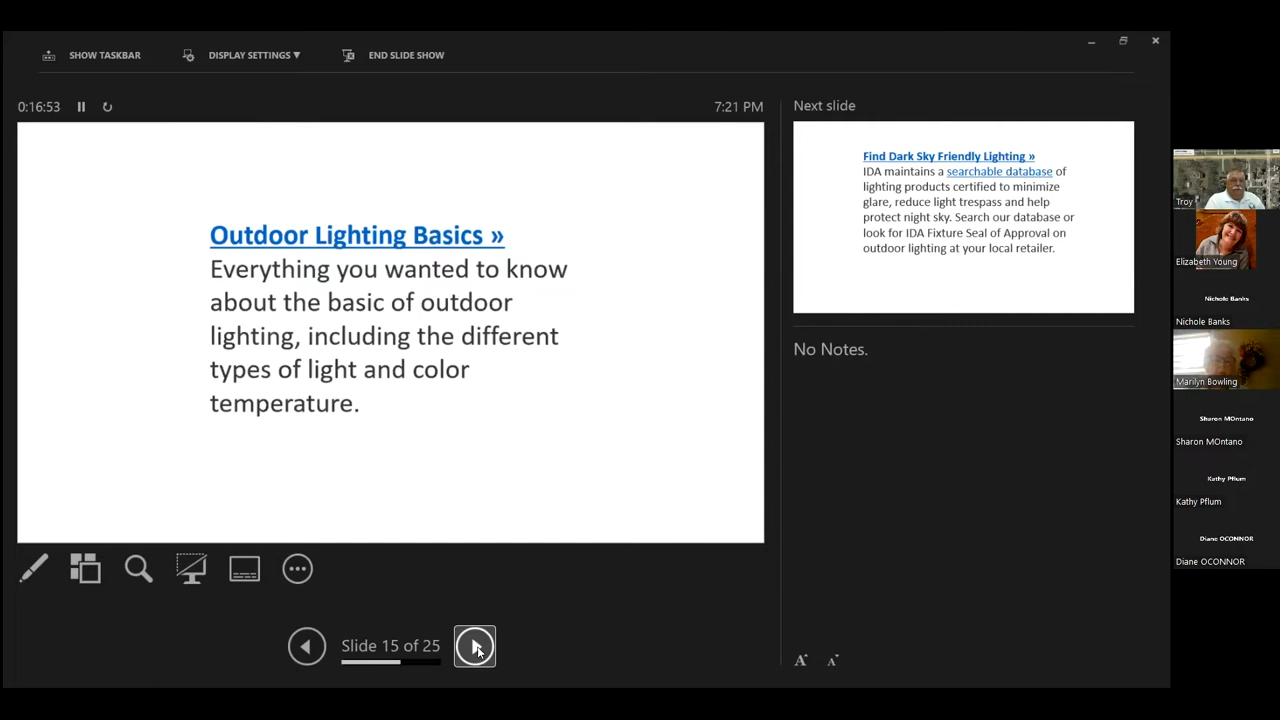 SHOW TASKBAR
DISPLAY SETTINGS ▼
END SLIDE SHOW
0:16:53
7:21 PM
Outdoor Lighting Basics »
Everything you wanted to know
about the basic of outdoor
lighting, including the different
types of light and color
temperature.
Slide 15 of 25
Next slide
Find Dark Sky Friendly Lighting »
IDA maintains a searchable database of
lighting products certified to minimize
glare, reduce light trespass and help
protect night sky. Search our database or
look for IDA Fixture Seal of Approval on
outdoor lighting at your local retailer.
No Notes.
A A
Troy
Elizabeth Young
Nichole Banks
Nichole Banks
Marilyn Bowling
Sharon MOntano
Sharon MOntano
Kathy Pflum
Kathy Pflum
Diane OCONNOR
Diane OCONNOR